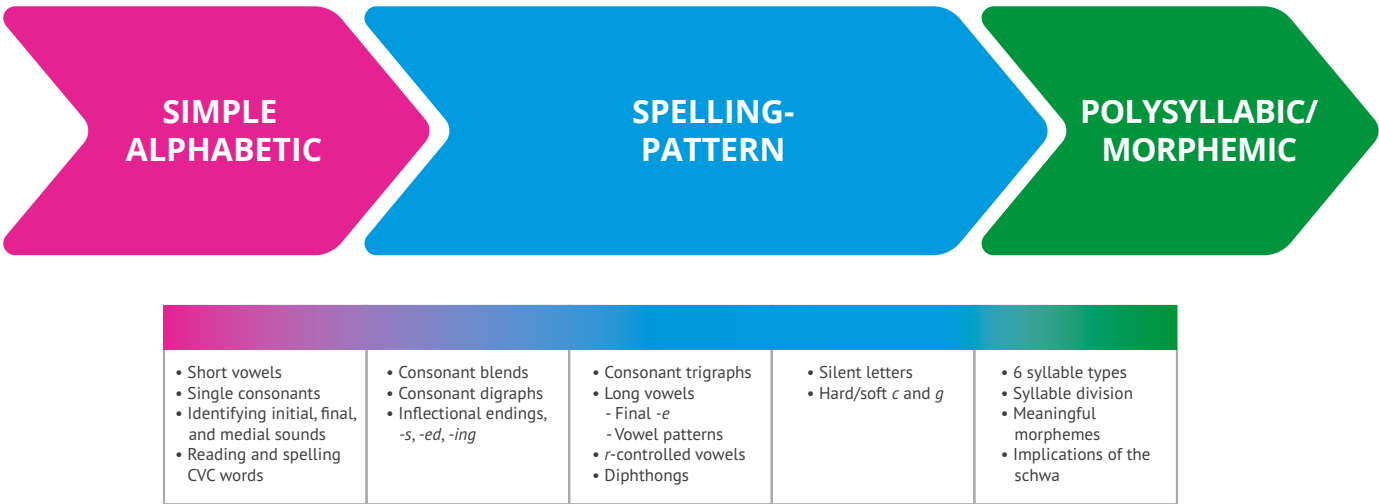 SIMPLE
ALPHABETIC
SPELLING-
PATTERN
POLYSYLLABIC/
MORPHEMIC
• Short vowels
• Single consonants
• Identifying initial, final,
and medial sounds
• Reading and spelling
CVC words
• Consonant blends
• Consonant digraphs
• Inflectional endings,
-s, -ed, -ing
• Consonant trigraphs
• Long vowels
- Final -e
- Vowel patterns
• r-controlled vowels
• Diphthongs
• Silent letters
• Hard/soft c and g
• 6 syllable types
• Syllable division
• Meaningful
morphemes
• Implications of the
schwa